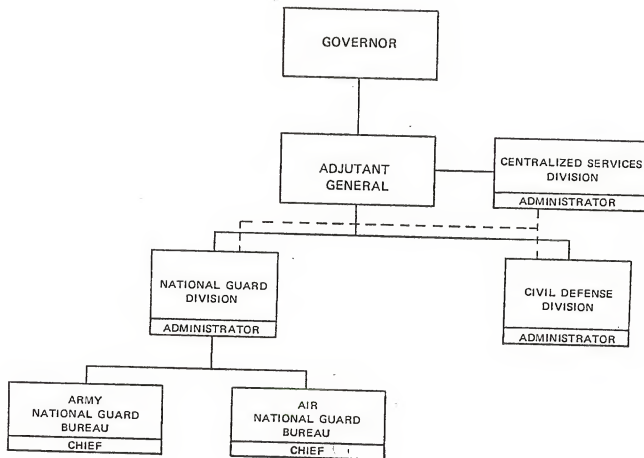 GOVERNOR
ADJUTANT
GENERAL
CENTRALIZED SERVICES
DIVISION
ADMINISTRATOR
NATIONAL GUARD
DIVISION
ADMINISTRATOR
CIVIL DEFENSE
DIVISION
ADMINISTRATOR
ARMY
NATIONAL GUARD
BUREAU
CHIEF
AIR
NATIONAL GUARD
BUREAU
CHIEF